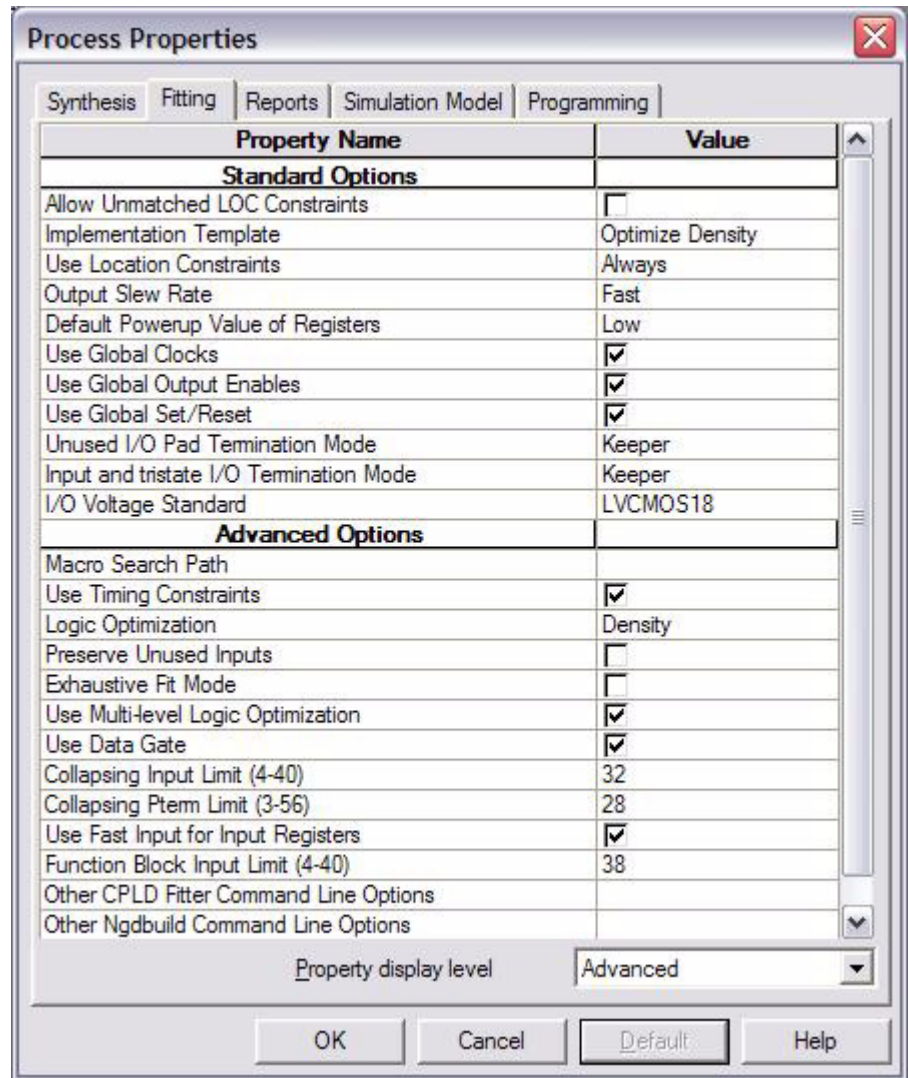 Process Properties
Synthesis Fitting Reports Simulation Model Programming
Property Name Value
Standard Options
Allow Unmatched LOC Constraints
Implementation Template Optimize Density
Use Location Constraints Always
Output Slew Rate Fast
Default Powerup Value of Registers Low
Use Global Clocks
Use Global Output Enables
Use Global Set/Reset
Unused I/O Pad Termination Mode Keeper
Input and tristate I/O Termination Mode Keeper
I/O Voltage Standard LVCMOS18
Advanced Options
Macro Search Path
Use Timing Constraints
Logic Optimization Density
Preserve Unused Inputs
Exhaustive Fit Mode
Use Multi-level Logic Optimization
Use Data Gate
Collapsing Input Limit (4-40) 32
Collapsing Pterm Limit (3-56) 28
Use Fast Input for Input Registers
Function Block Input Limit (4-40) 38
Other CPLD Fitter Command Line Options
Other Ngdbuild Command Line Options
Property display level Advanced
OK Cancel Default Help